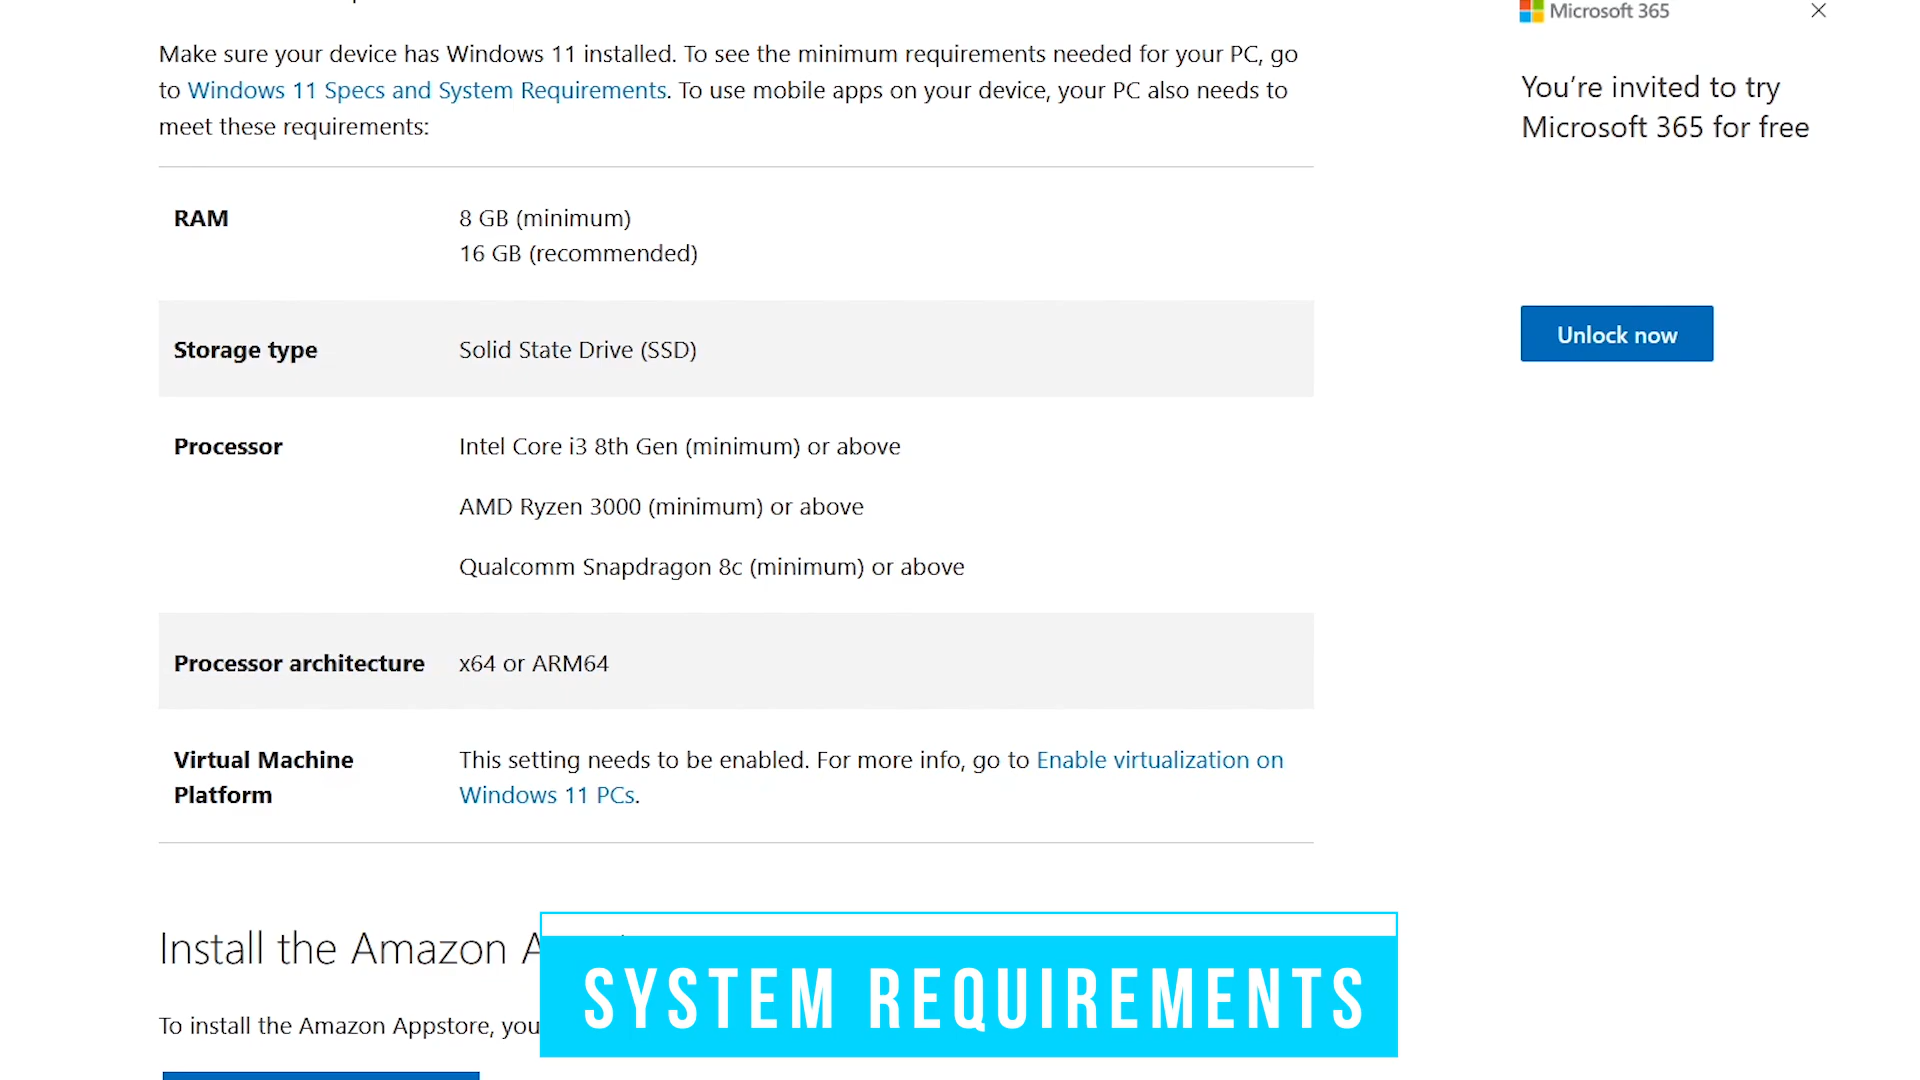 Microsoft 365
Make sure your device has Windows 11 installed. To see the minimum requirements needed for your PC, go
to Windows 11 Specs and System Requirements. To use mobile apps on your device, your PC also needs to
meet these requirements:
You’re invited to try
Microsoft 365 for free
Unlock now
RAM
8 GB (minimum)
16 GB (recommended)
Storage type
Solid State Drive (SSD)
Processor
Intel Core i3 8th Gen (minimum) or above
AMD Ryzen 3000 (minimum) or above
Qualcomm Snapdragon 8c (minimum) or above
Processor architecture
x64 or ARM64
Virtual Machine
Platform
This setting needs to be enabled. For more info, go to Enable virtualization on
Windows 11 PCs.
Install the Amazon
To install the Amazon Appstore, you
SYSTEM REQUIREMENTS